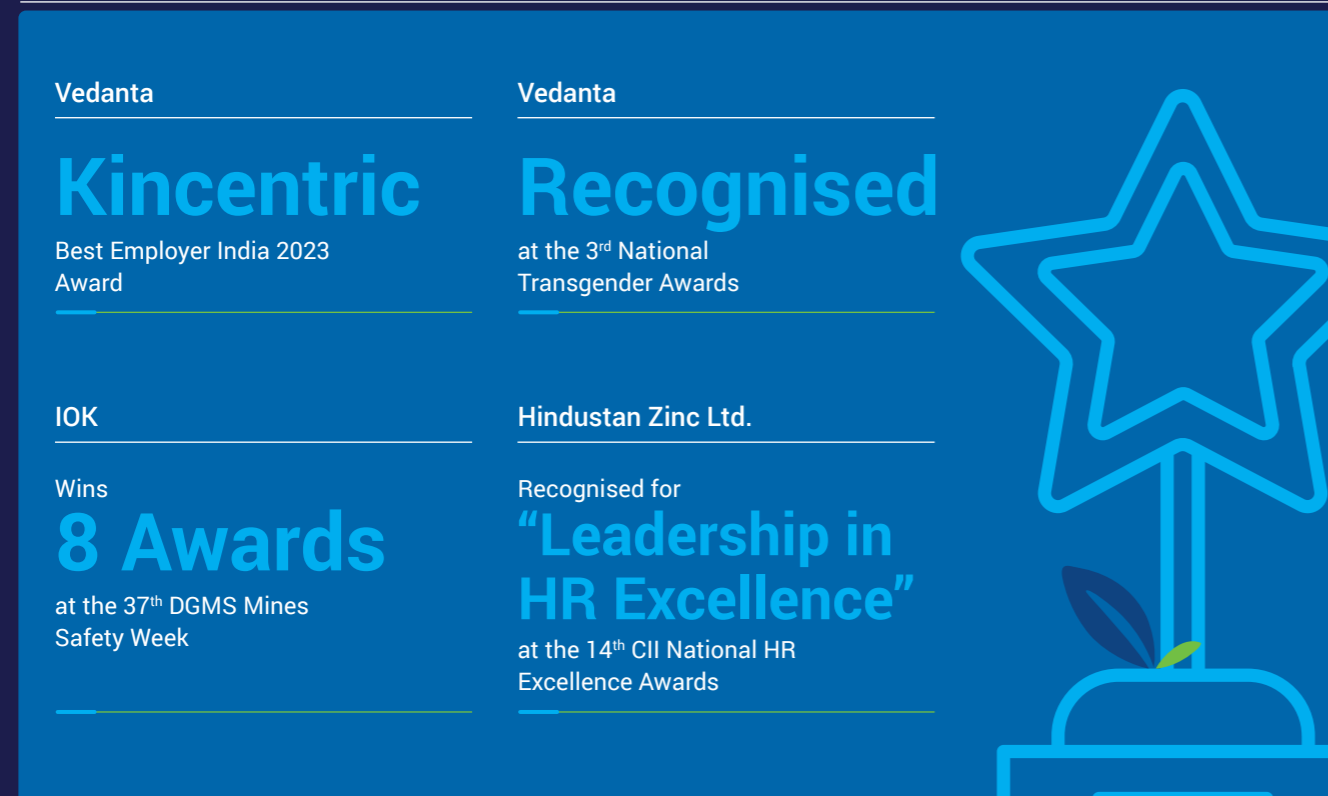 Vedanta
Kincentric
Best Employer India 2023
Award
Vedanta
Recognised
at the 3rd National
Transgender Awards
IOK
Wins
8 Awards
at the 37th DGMS Mines
Safety Week
Hindustan Zinc Ltd.
Recognised for
“Leadership in
HR Excellence”
at the 14th CII National HR
Excellence Awards